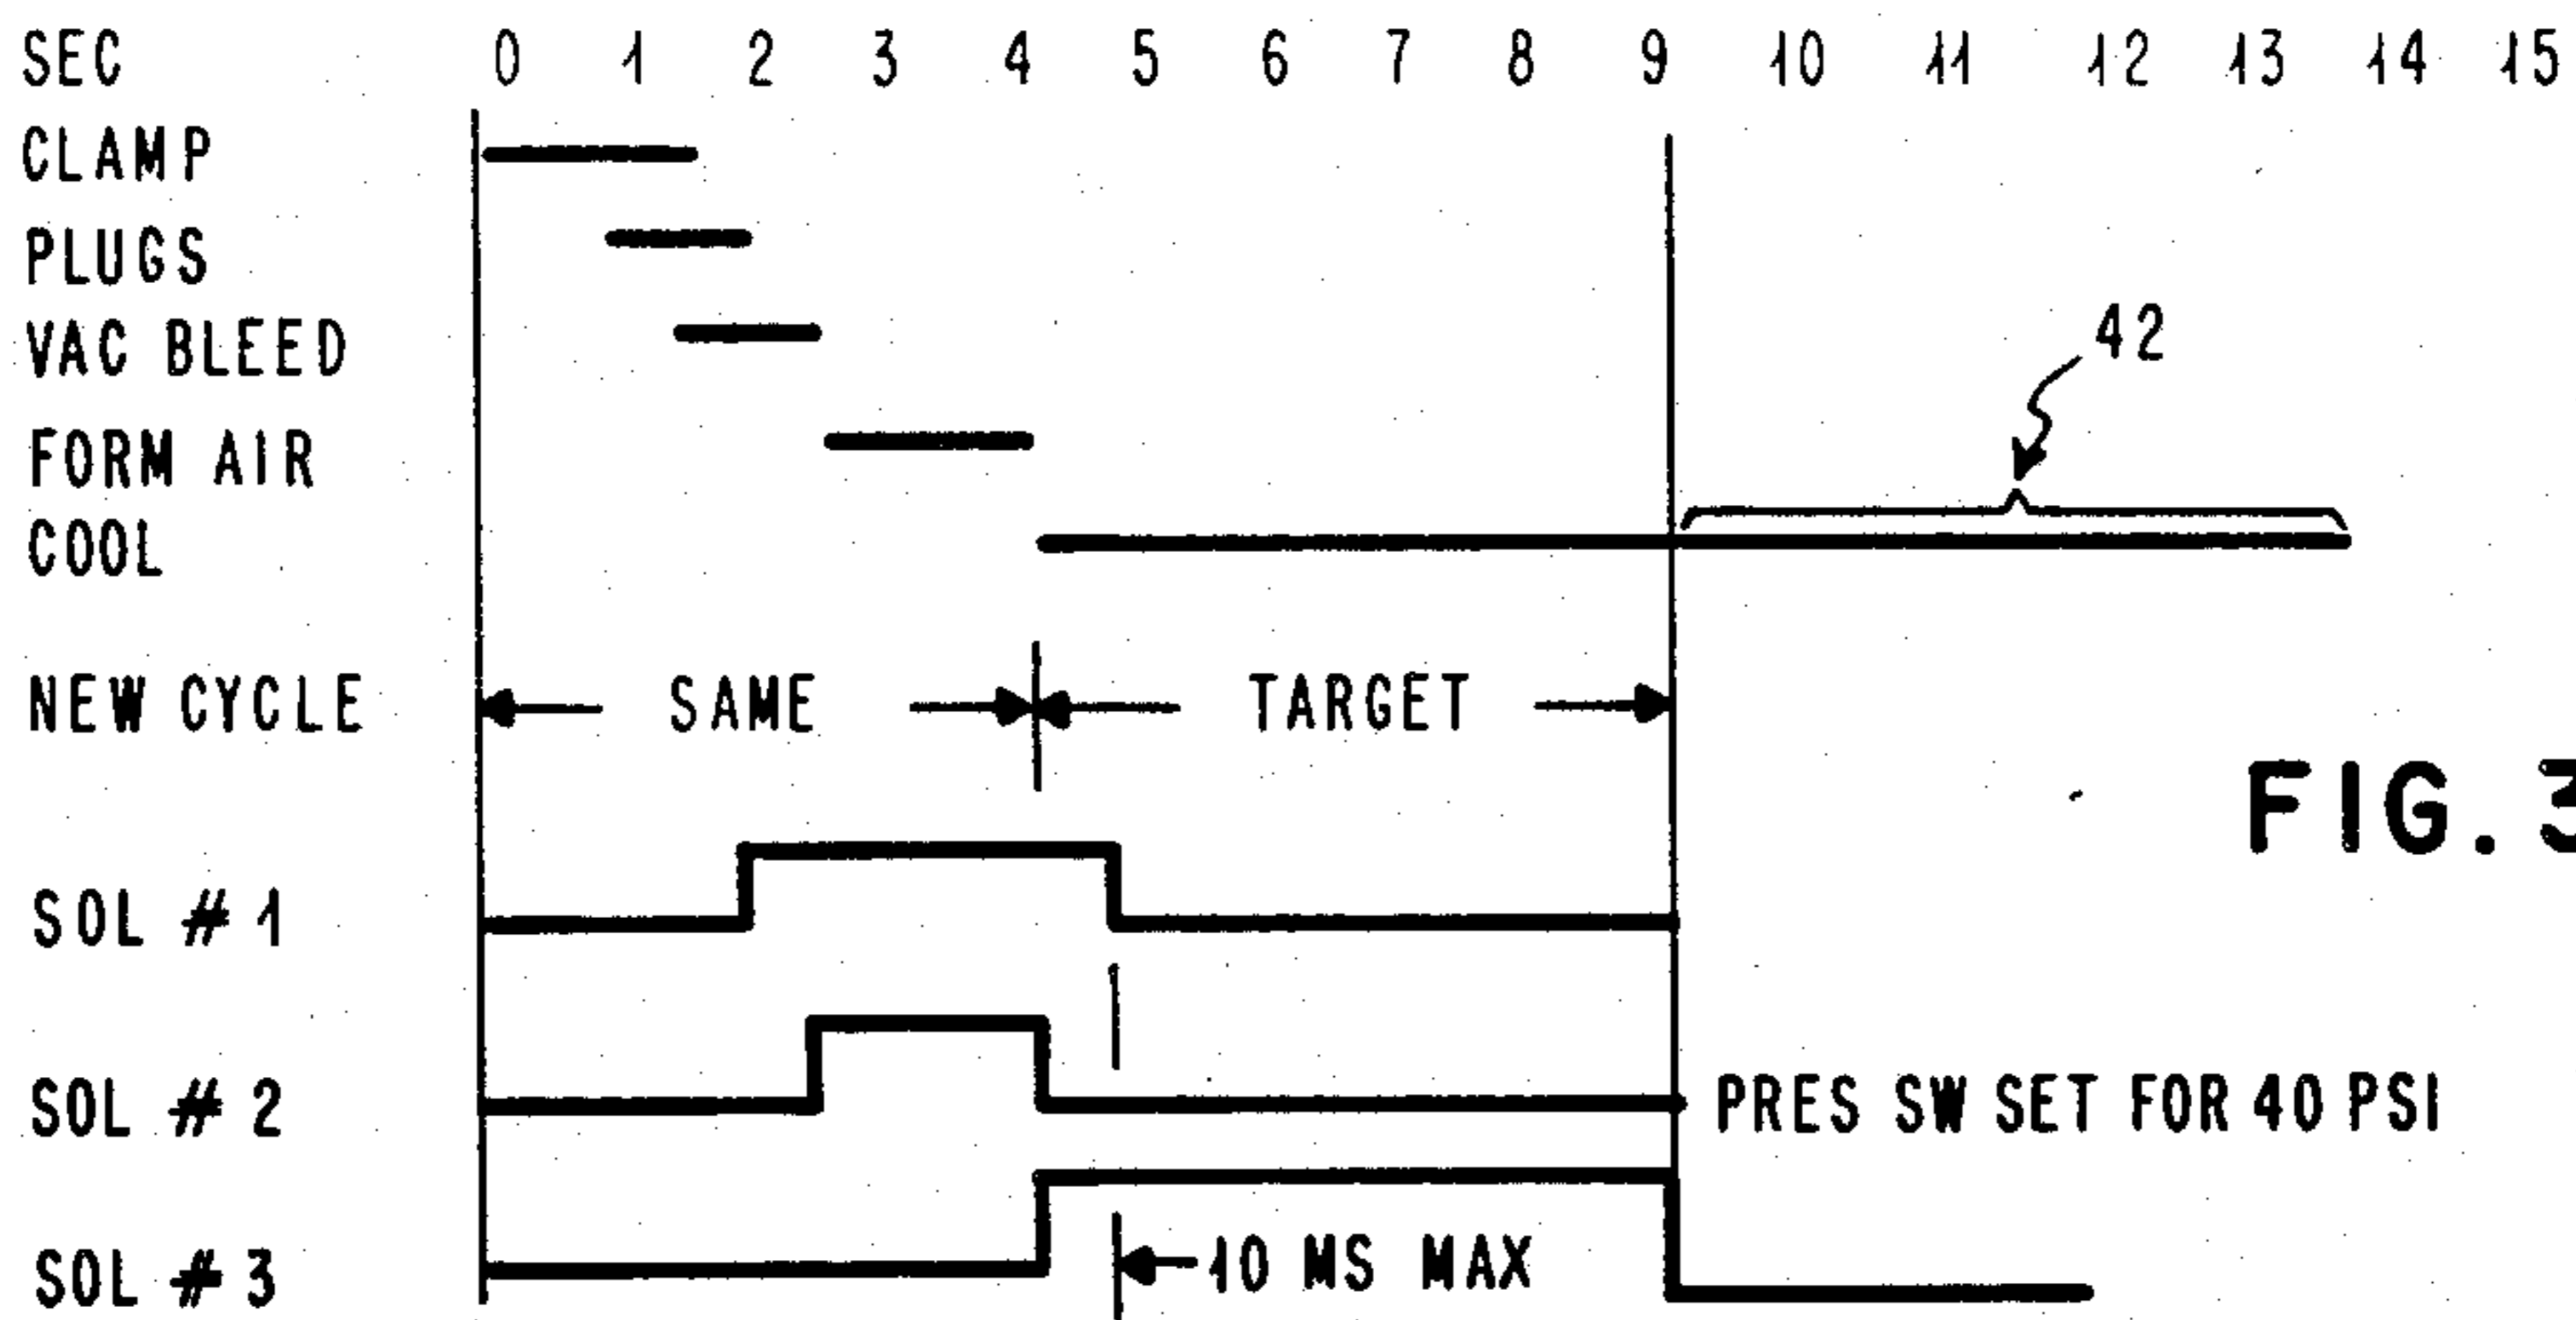 SEC 0 1 2 3 4 5 6 7 8 9 10 11 12 13 14 15
CLAMP
PLUGS
VAC BLEED
42
FORM AIR
COOL
NEW CYCLE SAME TARGET
FIG. 3
SOL # 1
SOL # 2 PRES SW SET FOR 40 PSI
SOL # 3 10 MS MAX